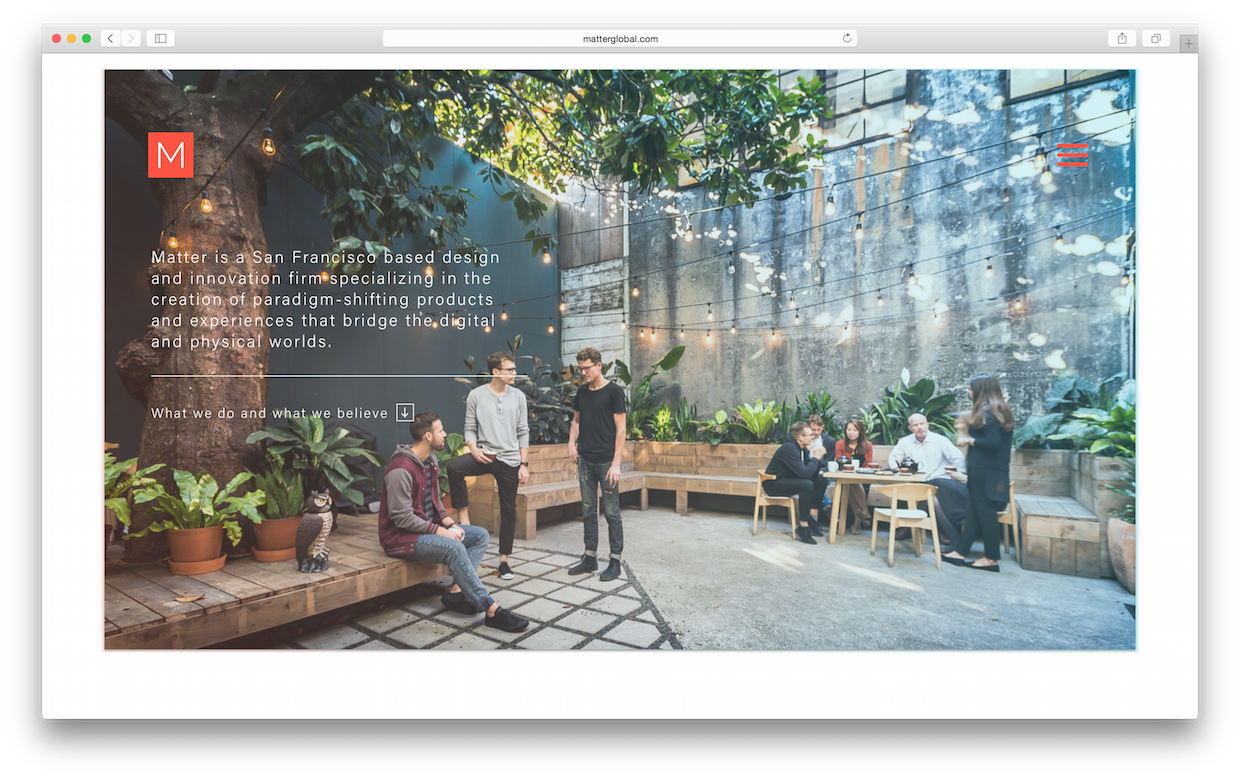 matterglobal.com
M
Matter is a San Francisco based design
and innovation firm specializing in the
creation of paradigm-shifting products
and experiences that bridge the digital
and physical worlds.
What we do and what we believe